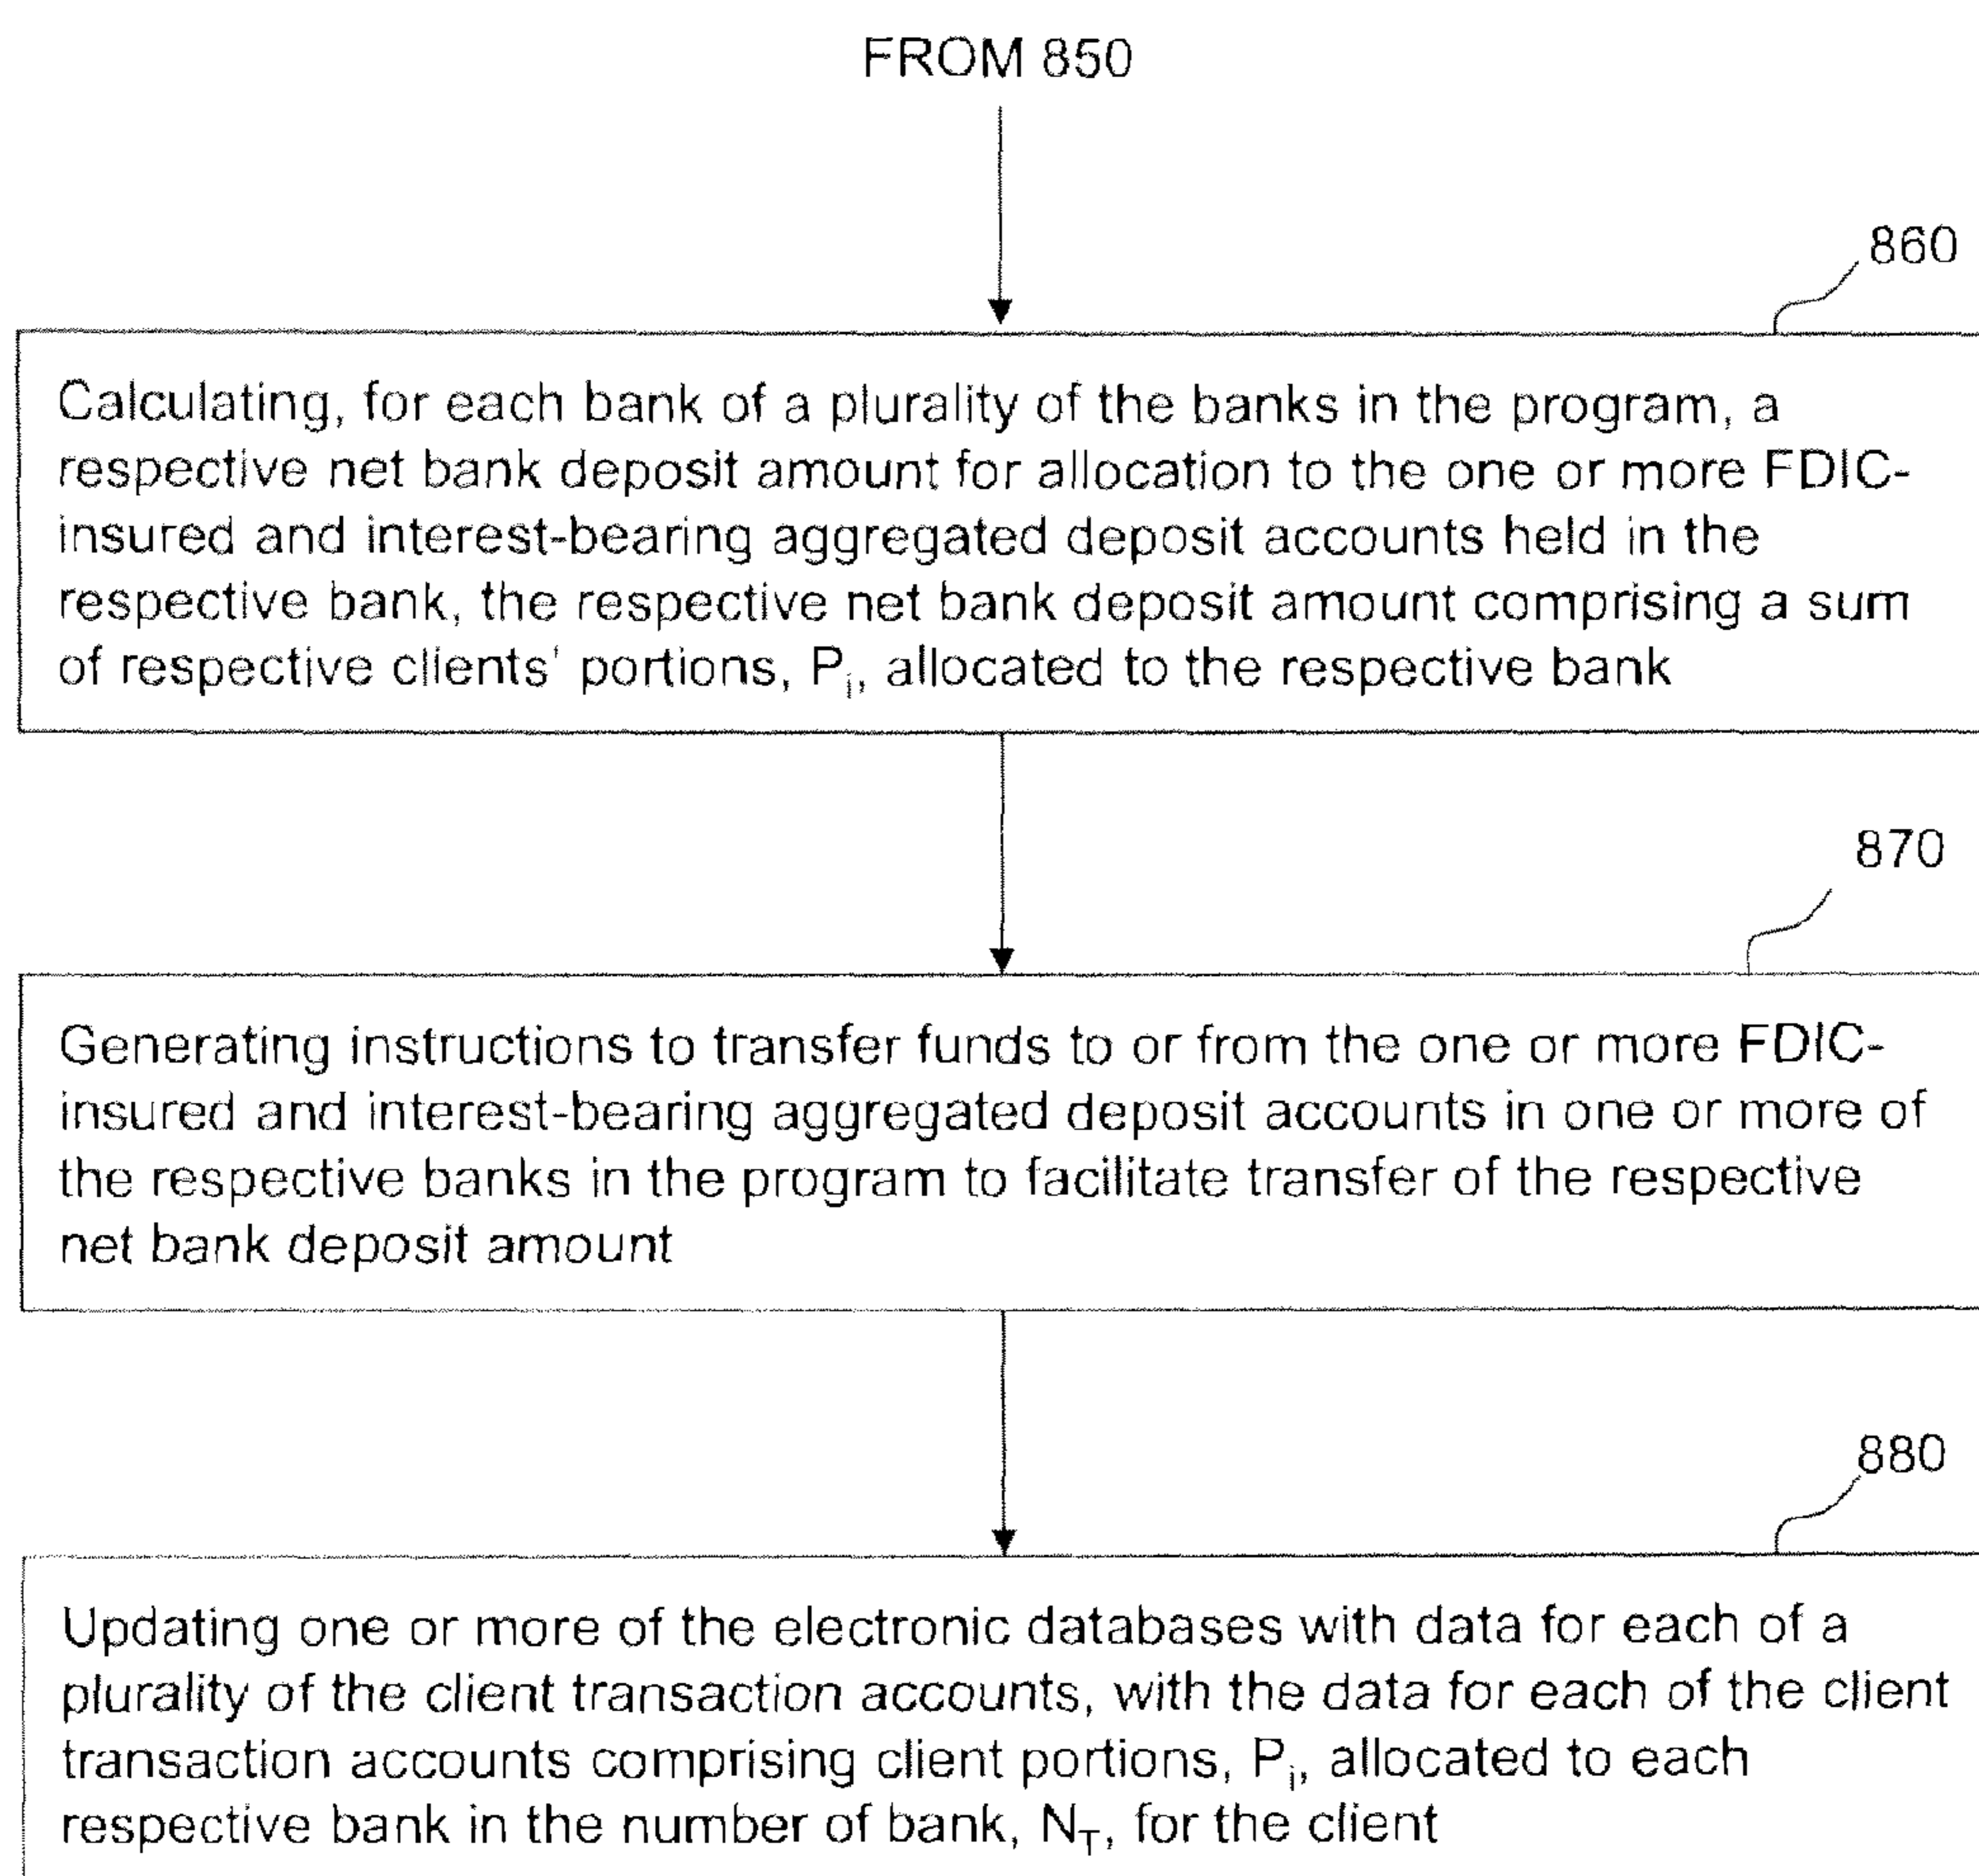 FROM 850
860
Calculating, for each bank of a plurality of the banks in the program, a
respective net bank deposit amount for allocation to the one or more FDIC-
insured and interest-bearing aggregated deposit accounts held in the
respective bank, the respective net bank deposit amount comprising a sum
of respective clients' portions, Pᵢ, allocated to the respective bank
870
Generating instructions to transfer funds to or from the one or more FDIC-
insured and interest-bearing aggregated deposit accounts in one or more of
the respective banks in the program to facilitate transfer of the respective
net bank deposit amount
880
Updating one or more of the electronic databases with data for each of a
plurality of the client transaction accounts, with the data for each of the client
transaction accounts comprising client portions, Pᵢ, allocated to each
respective bank in the number of bank, N_T, for the client